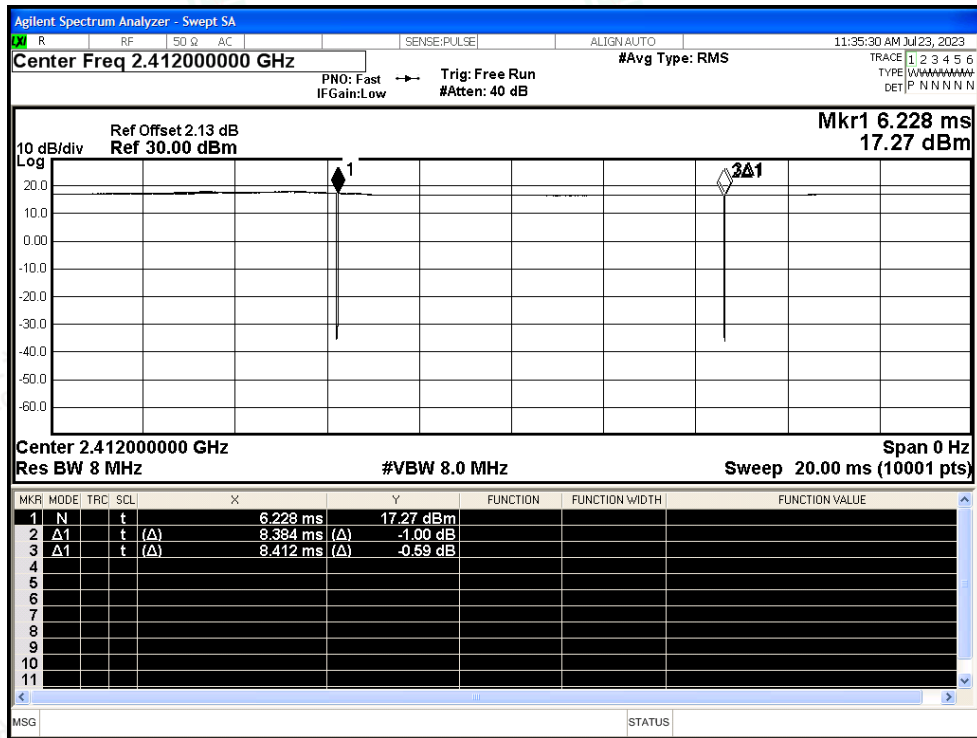 Agilent Spectrum Analyzer - Swept SA
LXI R RF 50 Ω AC SENSE:PULSE ALIGN AUTO 11:35:30 AM Jul 23, 2023
Center Freq 2.412000000 GHz
PNO: Fast
IFGain:Low
Trig: Free Run
#Atten: 40 dB
#Avg Type: RMS
TRACE 1 2 3 4 5 6
TYPE
DET P N N N N N
Mkr1 6.228 ms
17.27 dBm
10 dB/div
Log
Ref Offset 2.13 dB
Ref 30.00 dBm
1
3Δ1
20.0
10.0
0.00
-10.0
-20.0
-30.0
-40.0
-50.0
-60.0
Center 2.412000000 GHz Span 0 Hz
Res BW 8 MHz #VBW 8.0 MHz Sweep 20.00 ms (10001 pts)
MKR MODE TRC SCL X Y FUNCTION FUNCTION WIDTH FUNCTION VALUE
1 N t 6.228 ms 17.27 dBm
2 Δ1 t (Δ) 8.384 ms (Δ) -1.00 dB
3 Δ1 t (Δ) 8.412 ms (Δ) -0.59 dB
4
5
6
7
8
9
10
11
MSG STATUS